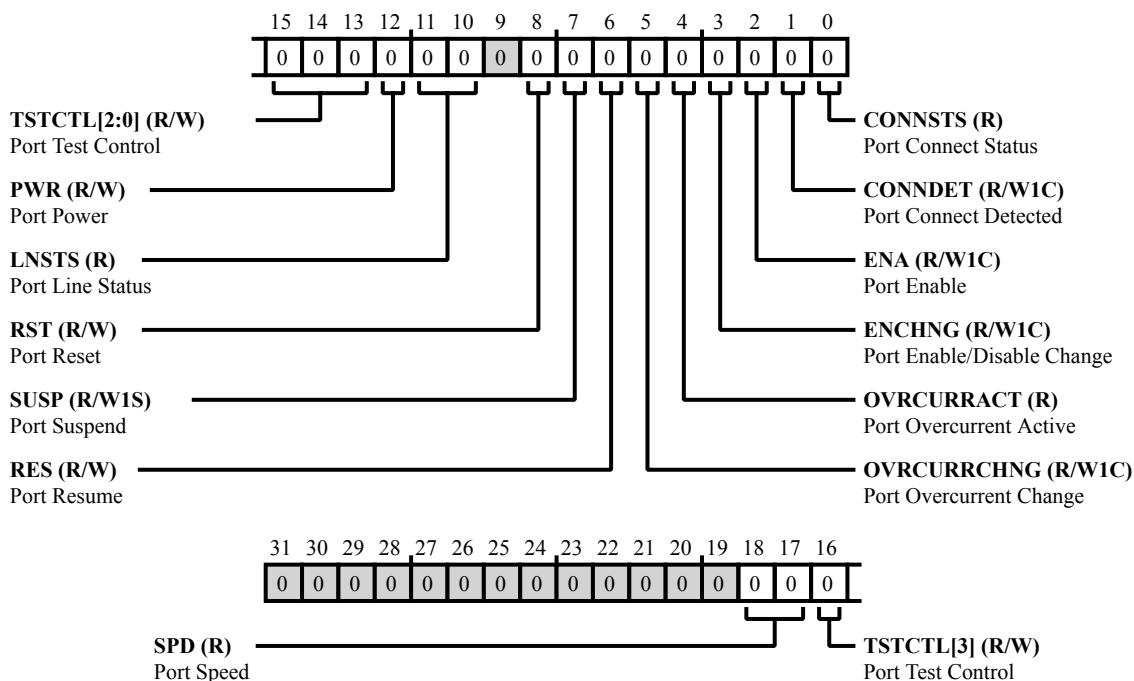 15 14 13 12 11 10 9 8 7 6 5 4 3 2 1 0
0 0 0 0 0 0 0 0 0 0 0 0 0 0 0 0
TSTCTL[2:0] (R/W)
Port Test Control
PWR (R/W)
Port Power
LNSTS (R)
Port Line Status
RST (R/W)
Port Reset
SUSP (R/W1S)
Port Suspend
RES (R/W)
Port Resume
CONNSTS (R)
Port Connect Status
CONNDET (R/W1C)
Port Connect Detected
ENA (R/W1C)
Port Enable
ENCHNG (R/W1C)
Port Enable/Disable Change
OVRCURRACT (R)
Port Overcurrent Active
OVRCURRCHNG (R/W1C)
Port Overcurrent Change
31 30 29 28 27 26 25 24 23 22 21 20 19 18 17 16
0 0 0 0 0 0 0 0 0 0 0 0 0 0 0 0
SPD (R)
Port Speed
TSTCTL[3] (R/W)
Port Test Control